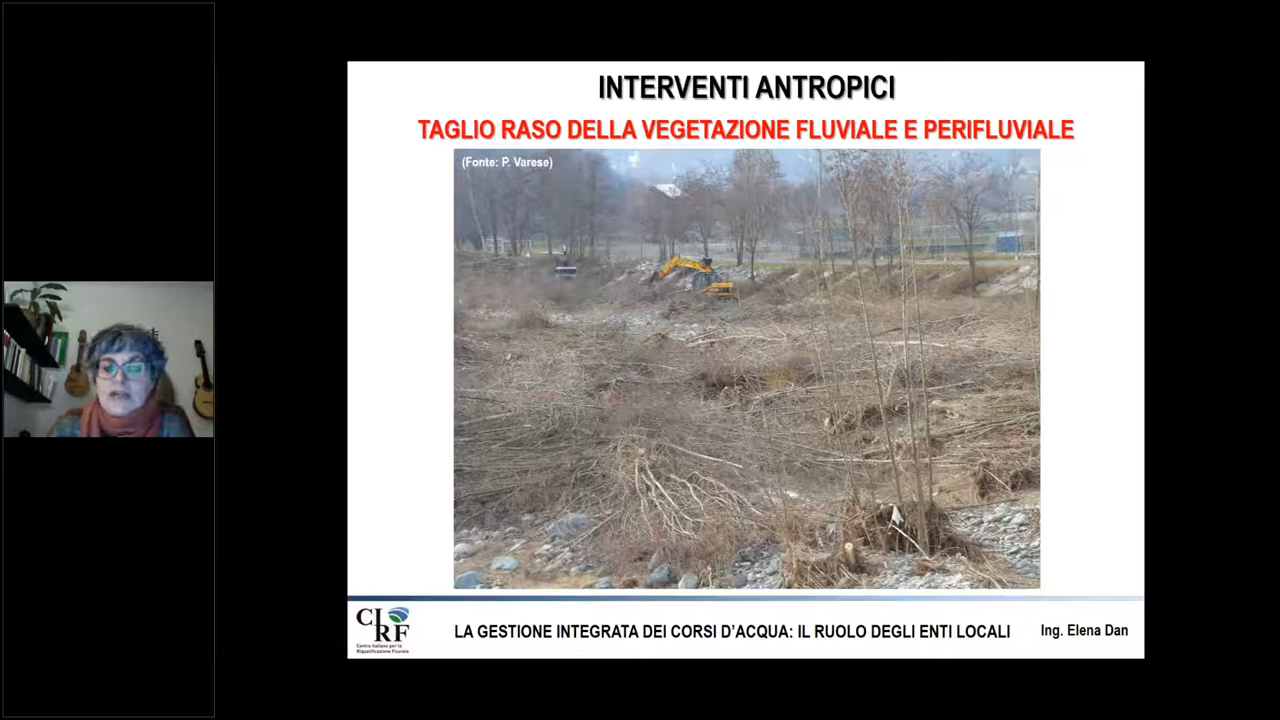 INTERVENTI ANTROPICI
TAGLIO RASO DELLA VEGETAZIONE FLUVIALE E PERIFLUVIALE
(Fonte: P. Varese)
CIRF
Centro Italiano per la
Riqualificazione Fluviale
LA GESTIONE INTEGRATA DEI CORSI D'ACQUA: IL RUOLO DEGLI ENTI LOCALI
Ing. Elena Dan